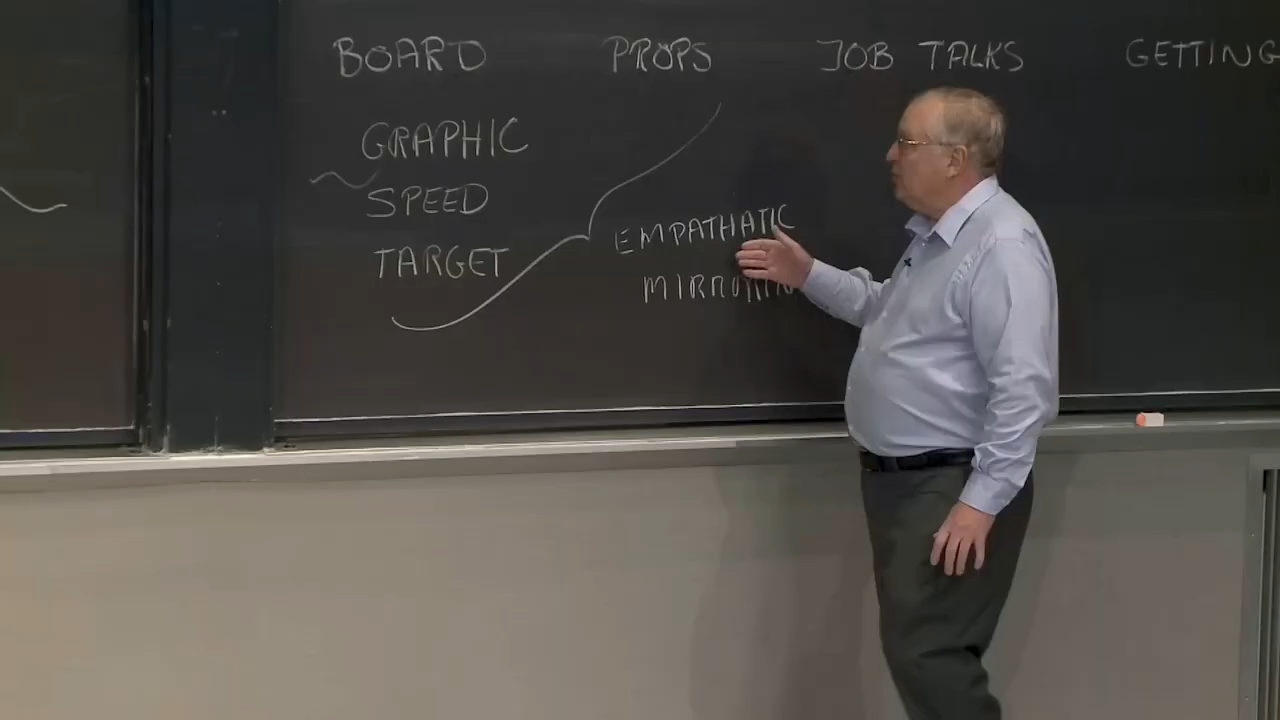 BOARD PROPS JOB TALKS GETTING
GRAPHIC
SPEED
TARGET
EMPATHATIC